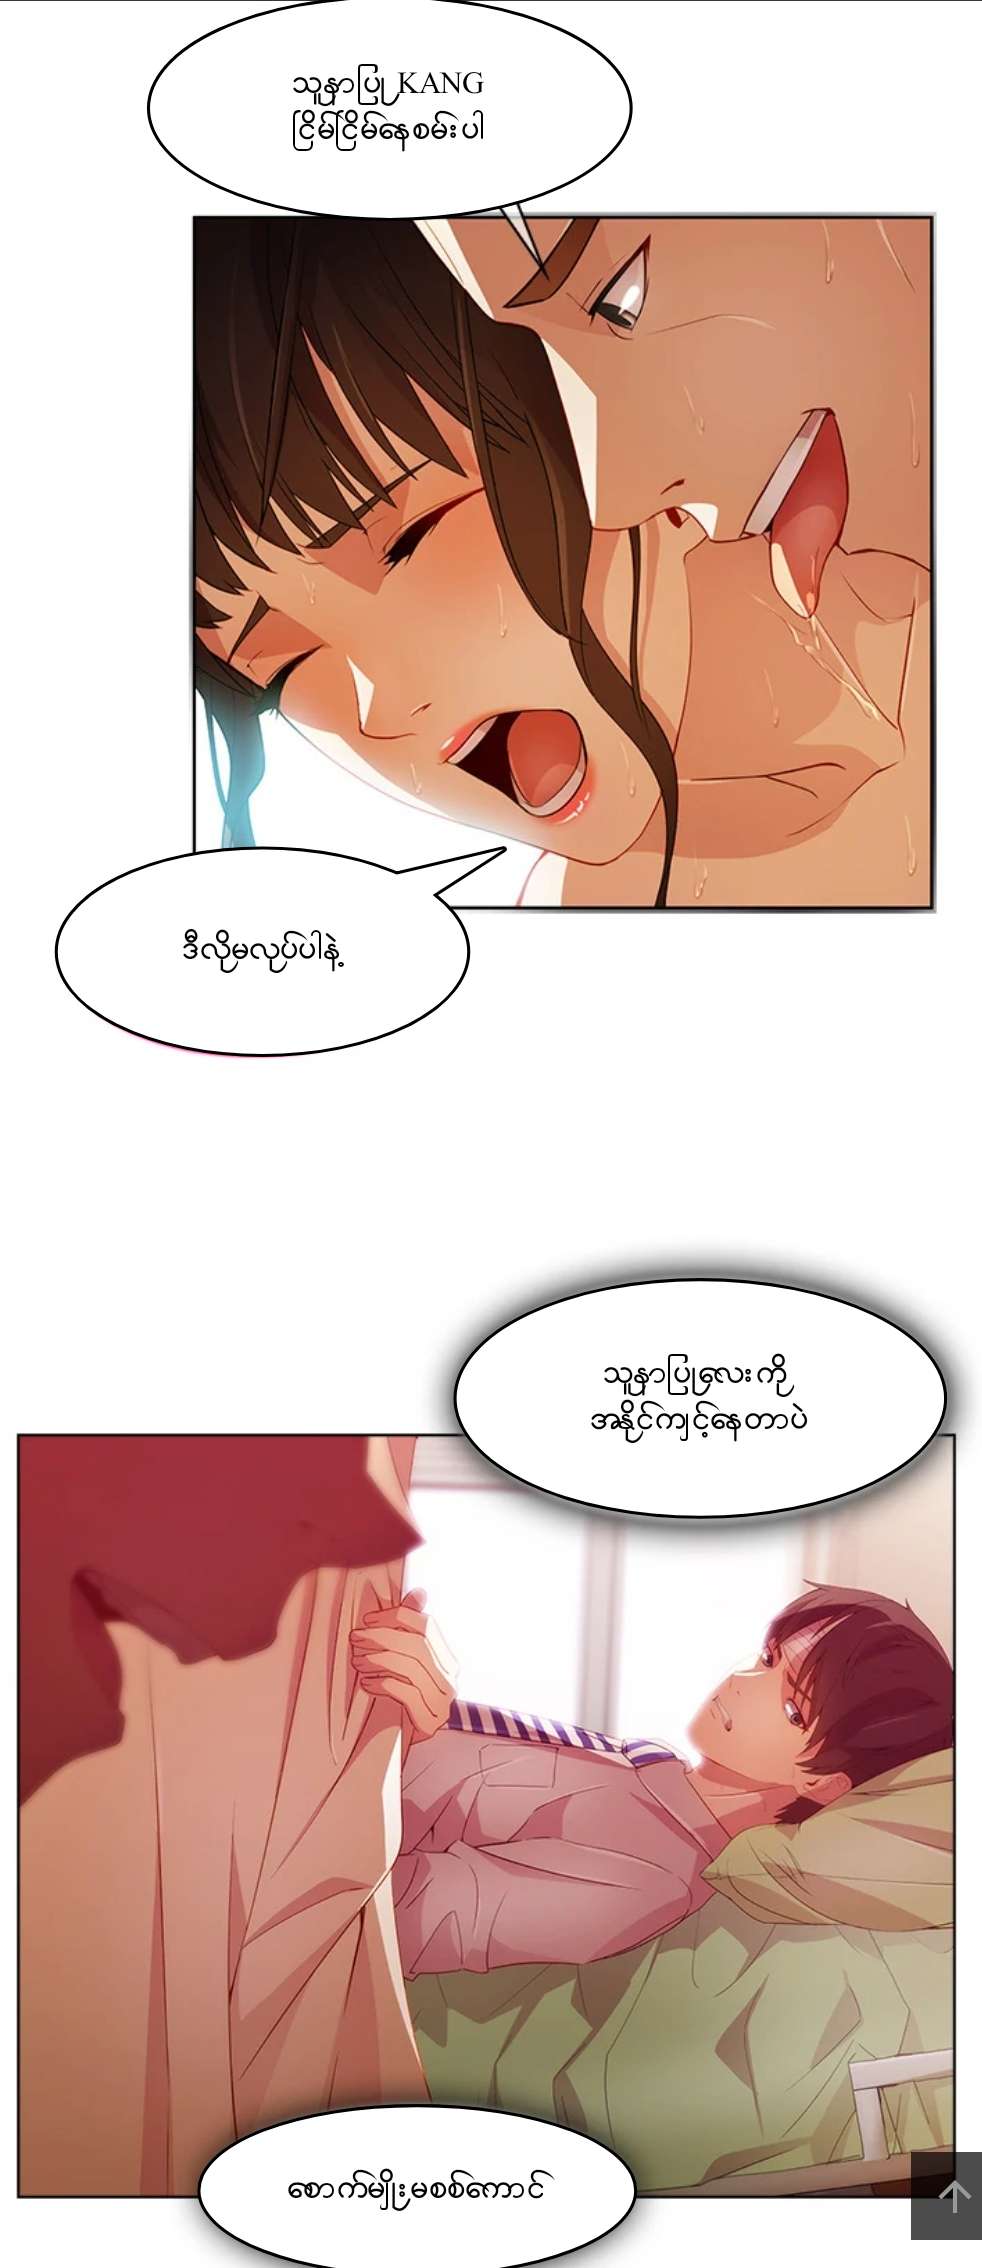 သူနာပြု KANG
ငြိမ်ငြိမ်နေစမ်းပါ
ဒီလိုမလုပ်ပါနဲ့
သူနာပြုလေးကို
အနိုင်ကျင့်နေတာပဲ
စောက်မျိုးမစစ်ကောင်